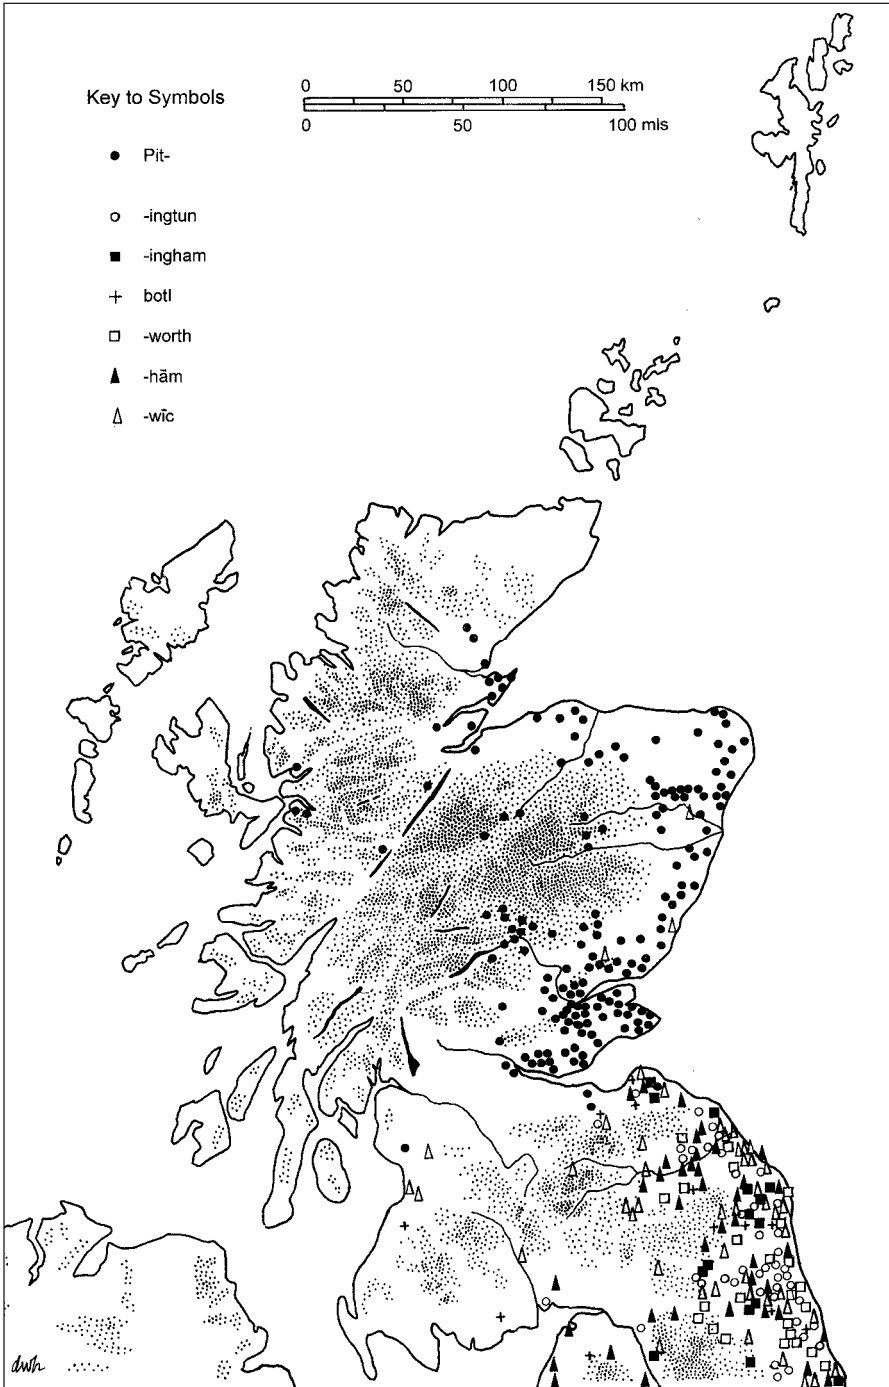 Key to Symbols
0 50 100 150 km
0 50 100 mls
Pit-
-ingtun
-ingham
botl
-worth
-hām
-wīc
dwh